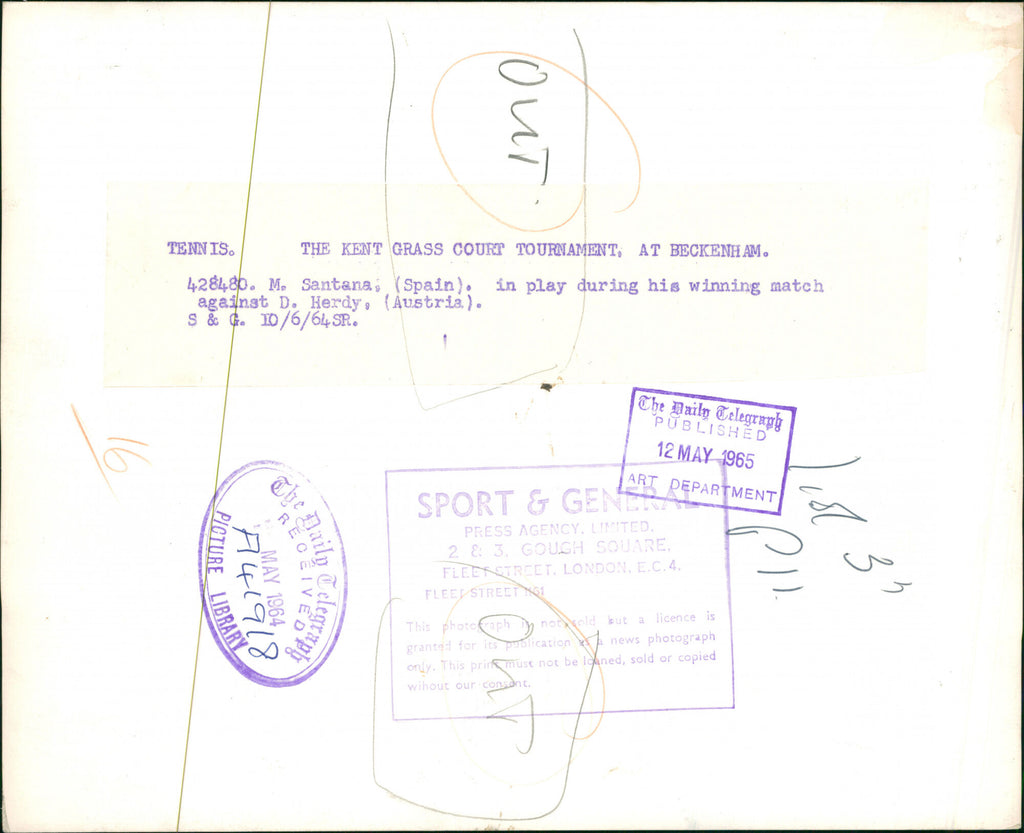 OUT.
TENNIS. THE KENT GRASS COURT TOURNAMENT, AT BECKENHAM.
428480. M. Santana, (Spain). in play during his winning match
against D. Herdy, (Austria).
S & G. 10/6/64SR.
The Daily Telegraph
PUBLISHED
12 MAY 1965
ART DEPARTMENT
16
The Daily Telegraph
RECEIVED
MAY 1964
A41918
PICTURE LIBRARY
SPORT & GENERAL
PRESS AGENCY, LIMITED.
2 & 3, GOUGH SQUARE,
FLEET STREET, LONDON, E.C.4.
FLEET STREET 1161
This photograph is not sold but a licence is
granted for its publication as a news photograph
only. This print must not be loaned, sold or copied
wihout our consent.
OUT
3"
P11.